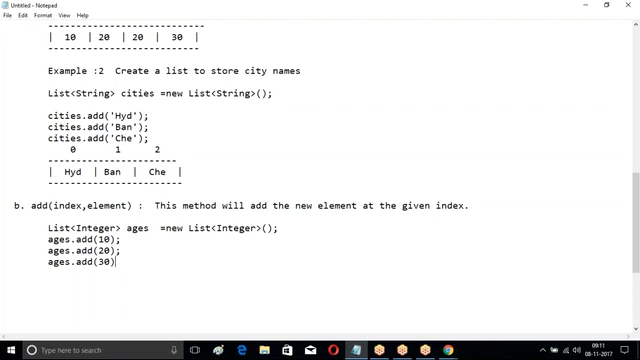 Untitled - Notepad
File Edit Format View Help
-----------------------------
| 10 | 20 | 20 | 30 |
----------------------------
Example :2 Create a list to store city names
List<String> cities =new List<String>();
cities.add('Hyd');
cities.add('Ban');
cities.add('Che');
0 1 2
------------------------
| Hyd | Ban | Che |
-------------------------
b. add(index,element) : This method will add the new element at the given index.
List<Integer> ages =new List<Integer>();
ages.add(10);
ages.add(20);
ages.add(30)
Type here to search
09:11
08-11-2017